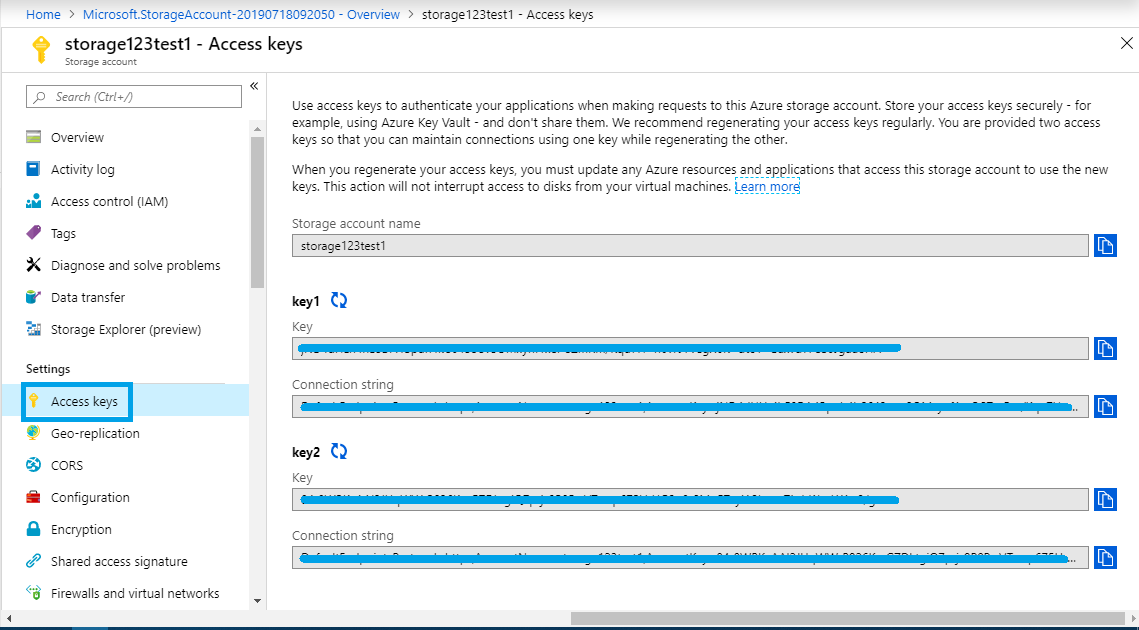 Home > Microsoft.StorageAccount-20190718092050 - Overview > storage123test1 - Access keys
storage123test1 - Access keys
Storage account
Search (Ctrl+/)
Overview
Activity log
Access control (IAM)
Tags
Diagnose and solve problems
Data transfer
Storage Explorer (preview)
Settings
Access keys
Geo-replication
CORS
Configuration
Encryption
Shared access signature
Firewalls and virtual networks
Use access keys to authenticate your applications when making requests to this Azure storage account. Store your access keys securely - for
example, using Azure Key Vault - and don't share them. We recommend regenerating your access keys regularly. You are provided two access
keys so that you can maintain connections using one key while regenerating the other.
When you regenerate your access keys, you must update any Azure resources and applications that access this storage account to use the new
keys. This action will not interrupt access to disks from your virtual machines. Learn more
Storage account name
storage123test1
key1
Key
Connection string
key2
Key
Connection string